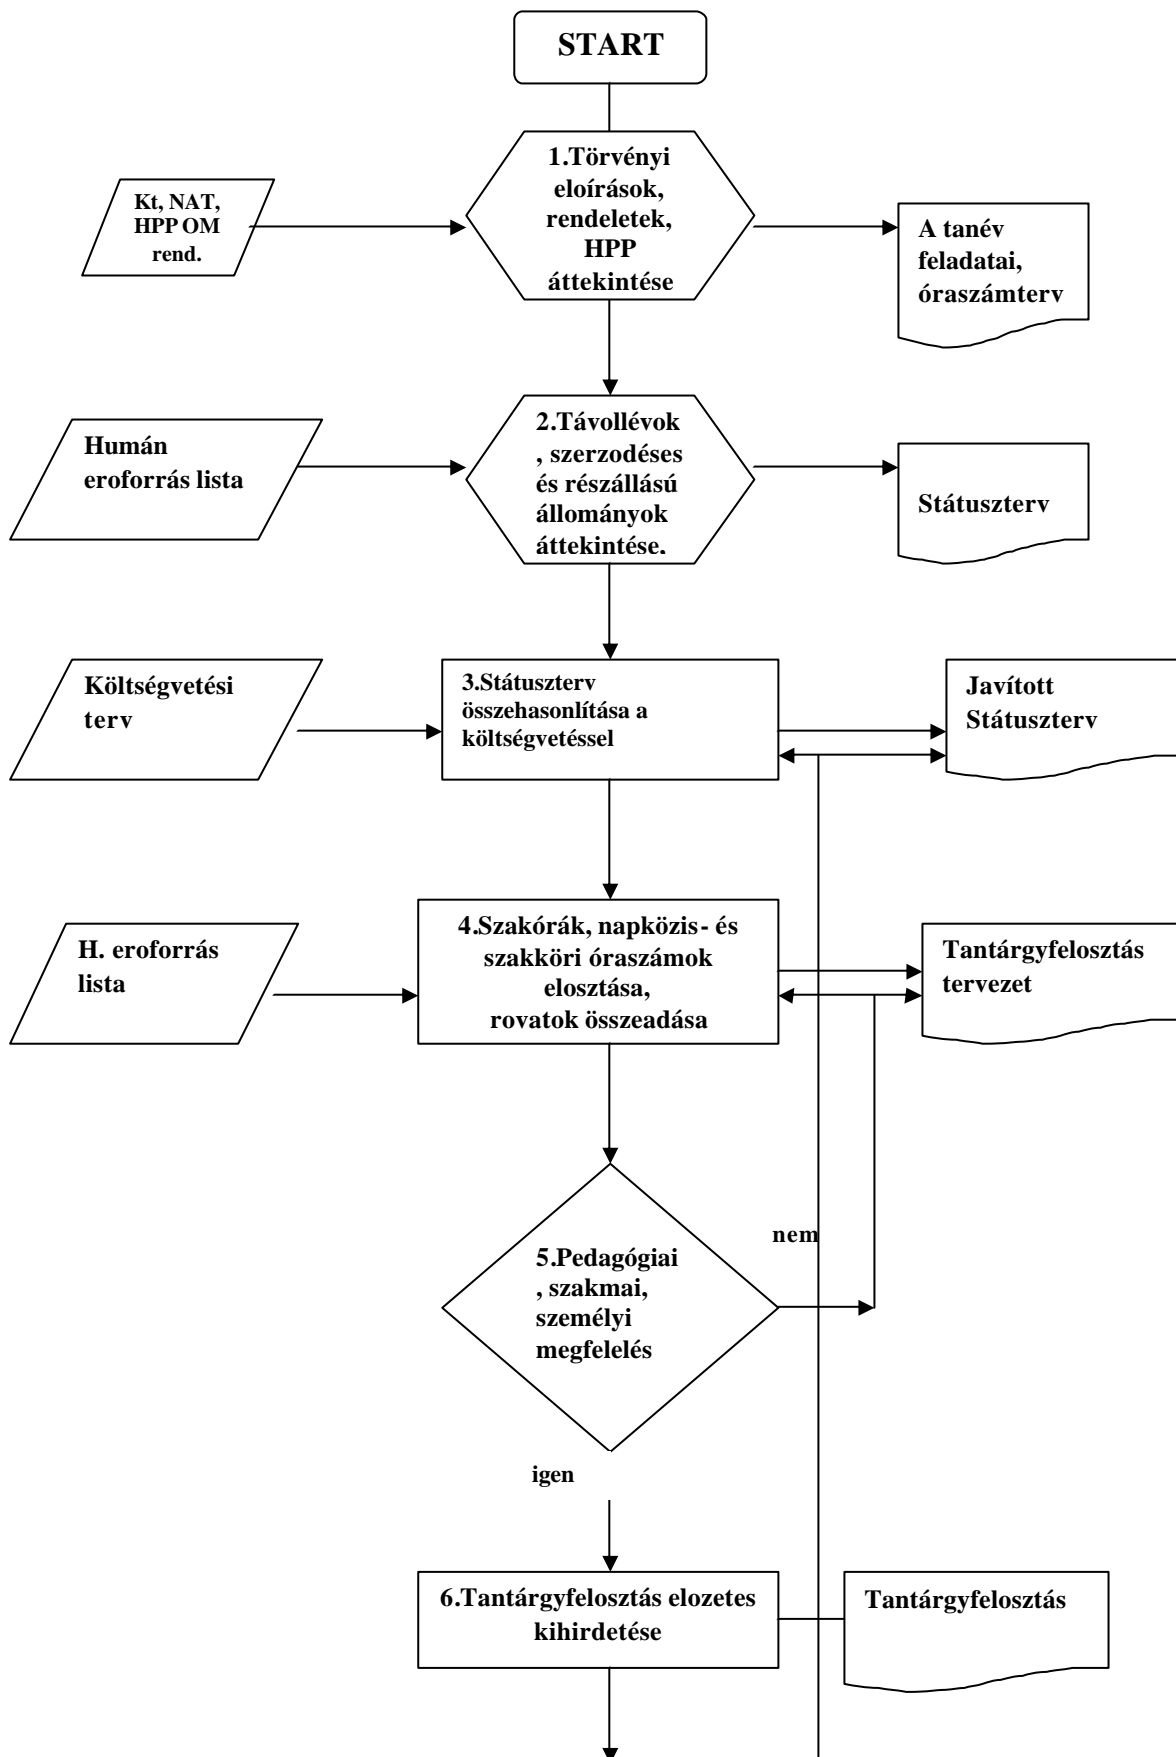 START
1.Törvényi
eloírások,
rendeletek,
HPP
áttekintése
Kt, NAT,
HPP OM
rend.
A tanév
feladatai,
óraszámterv
Humán
eroforrás lista
2.Távollévok
, szerzodéses
és részállású
állományok
áttekintése.
Státuszterv
Költségvetési
terv
3.Státuszterv
összehasonlítása a
költségvetéssel
Javított
Státuszterv
H. eroforrás
lista
4.Szakórák, napközis- és
szakköri óraszámok
elosztása,
rovatok összeadása
Tantárgyfelosztás
tervezet
nem
5.Pedagógiai
, szakmai,
személyi
megfelelés
igen
6.Tantárgyfelosztás elozetes
kihirdetése
Tantárgyfelosztás